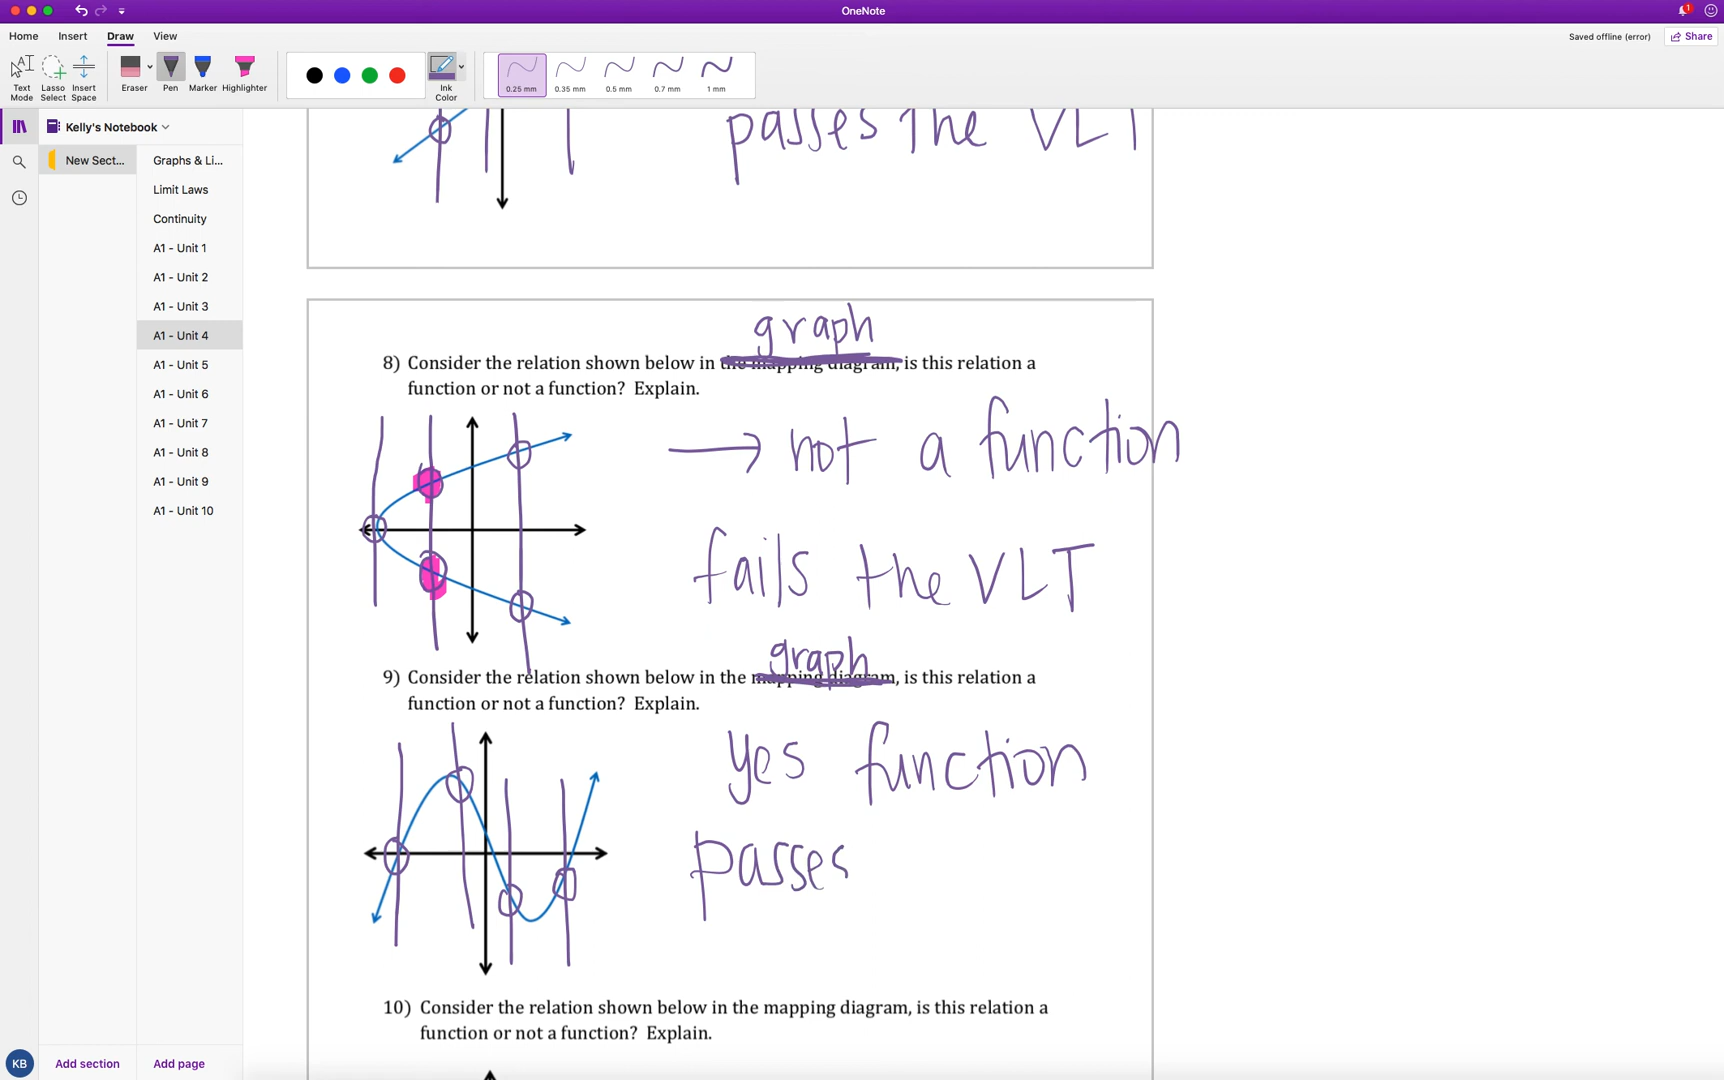 OneNote
Home Insert Draw View
Saved offline (error) Share
1
Text Mode
Lasso Select
Insert Space
Eraser
Pen
Marker
Highlighter
Ink Color
0.25 mm 0.35 mm 0.5 mm 0.7 mm 1 mm
Kelly's Notebook
New Sect...
Graphs & Li...
Limit Laws
Continuity
A1 - Unit 1
A1 - Unit 2
A1 - Unit 3
A1 - Unit 4
A1 - Unit 5
A1 - Unit 6
A1 - Unit 7
A1 - Unit 8
A1 - Unit 9
A1 - Unit 10
KB
Add section Add page
passes the VLT
graph
8) Consider the relation shown below in the mapping diagram, is this relation a
function or not a function? Explain.
→ not a function
fails the VLT
graph
9) Consider the relation shown below in the mapping diagram, is this relation a
function or not a function? Explain.
yes function
passes
10) Consider the relation shown below in the mapping diagram, is this relation a
function or not a function? Explain.